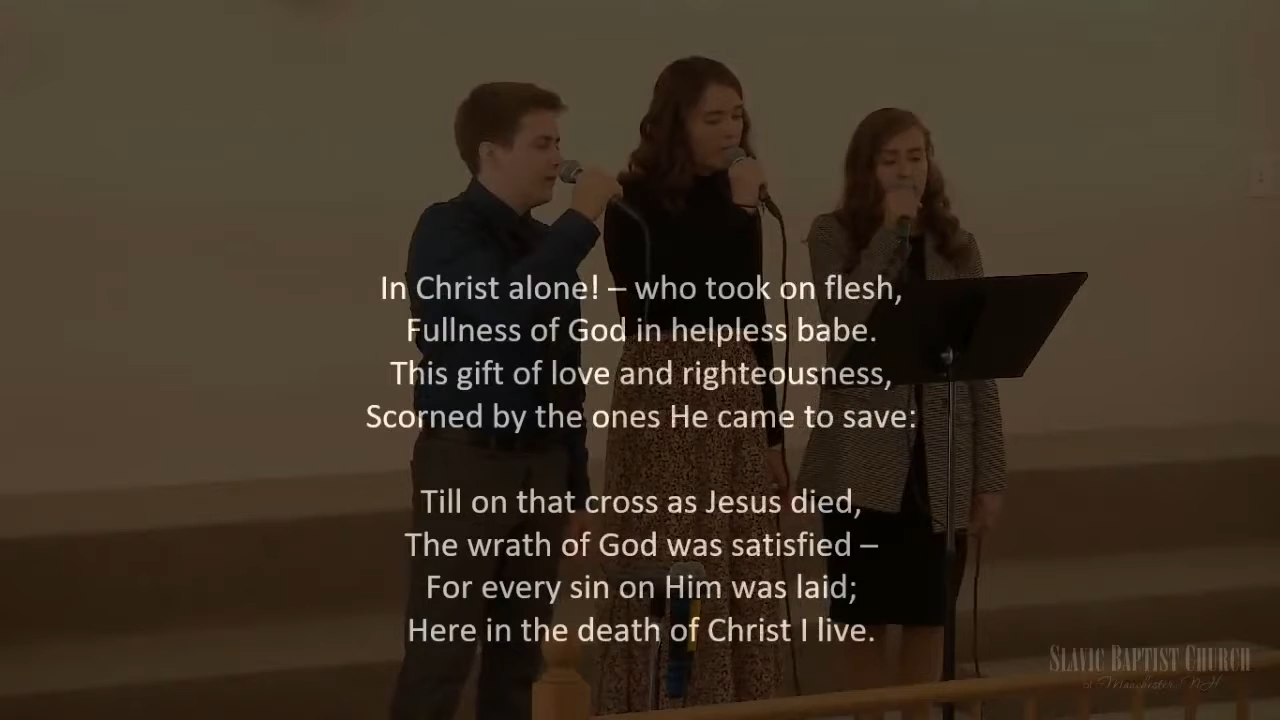 In Christ alone! – who took on flesh,
Fullness of God in helpless babe.
This gift of love and righteousness,
Scorned by the ones He came to save:
Till on that cross as Jesus died,
The wrath of God was satisfied –
For every sin on Him was laid;
Here in the death of Christ I live.
Slavic Baptist Church
of Manchester, NH